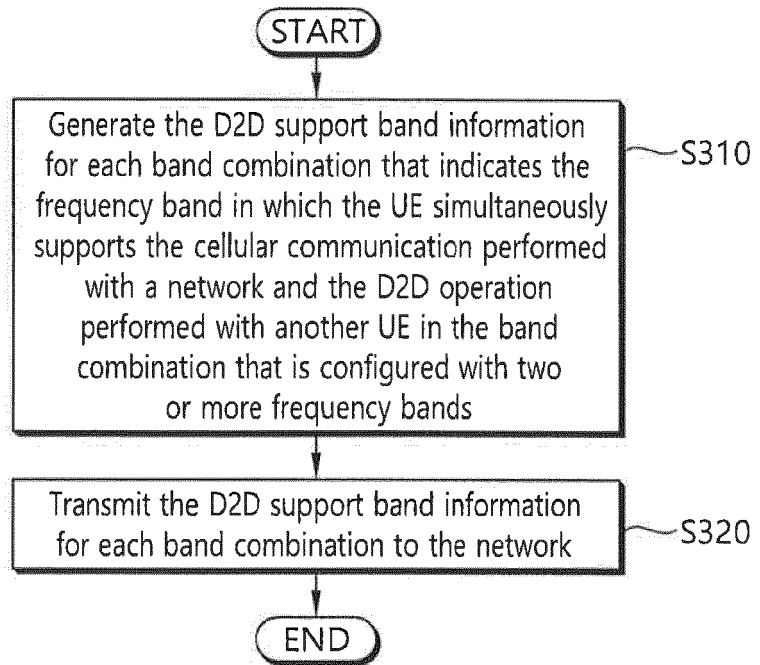 START
Generate the D2D support band information
for each band combination that indicates the
frequency band in which the UE simultaneously
supports the cellular communication performed
with a network and the D2D operation
performed with another UE in the band
combination that is configured with two
or more frequency bands
S310
Transmit the D2D support band information
for each band combination to the network
S320
END